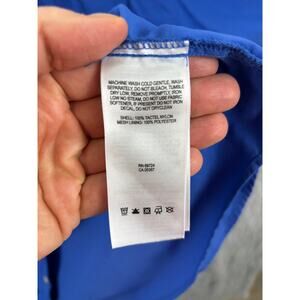 MACHINE WASH COLD GENTLE, WASH
SEPARATELY, DO NOT BLEACH, TUMBLE
DRY LOW, REMOVE PROMPTLY, IRON
LOW NO STEAM, DO NOT USE FABRIC
SOFTENER, IF PRESENT DO NOT IRON
DECAL, DO NOT DRYCLEAN
SHELL: 100% TACTEL NYLON
MESH LINING: 100% POLYESTER
RN 69724
CA 05067